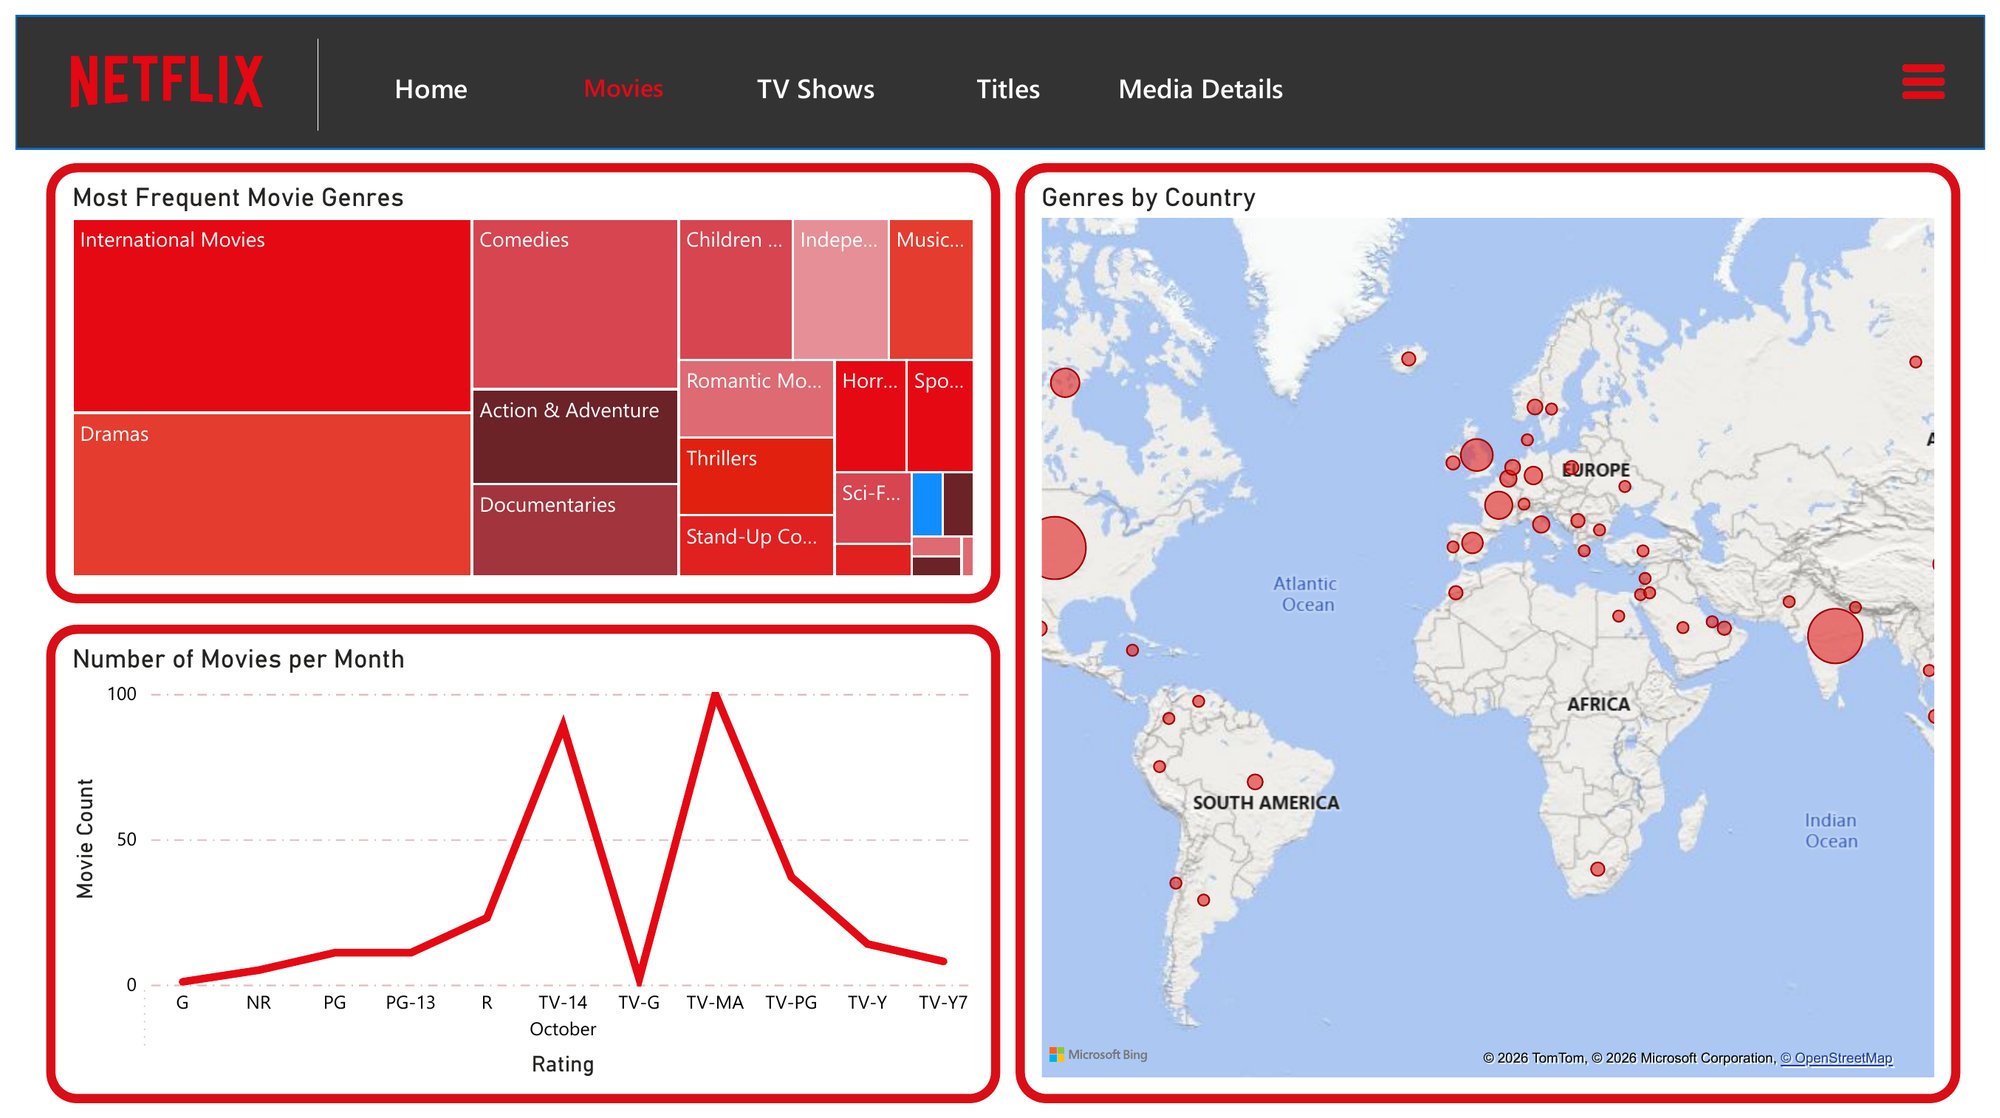 NETFLIX
Home
Movies
TV Shows
Titles
Media Details
Most Frequent Movie Genres
International Movies
Dramas
Comedies
Action & Adventure
Documentaries
Children ...
Indepe...
Music...
Romantic Mo...
Horr...
Spo...
Thrillers
Sci-F...
Stand-Up Co...
Number of Movies per Month
100
50
0
Movie Count
G NR PG PG-13 R TV-14 TV-G TV-MA TV-PG TV-Y TV-Y7
October
Rating
Genres by Country
EUROPE
Atlantic
Ocean
AFRICA
SOUTH AMERICA
Indian
Ocean
Microsoft Bing
© 2026 TomTom, © 2026 Microsoft Corporation, © OpenStreetMap